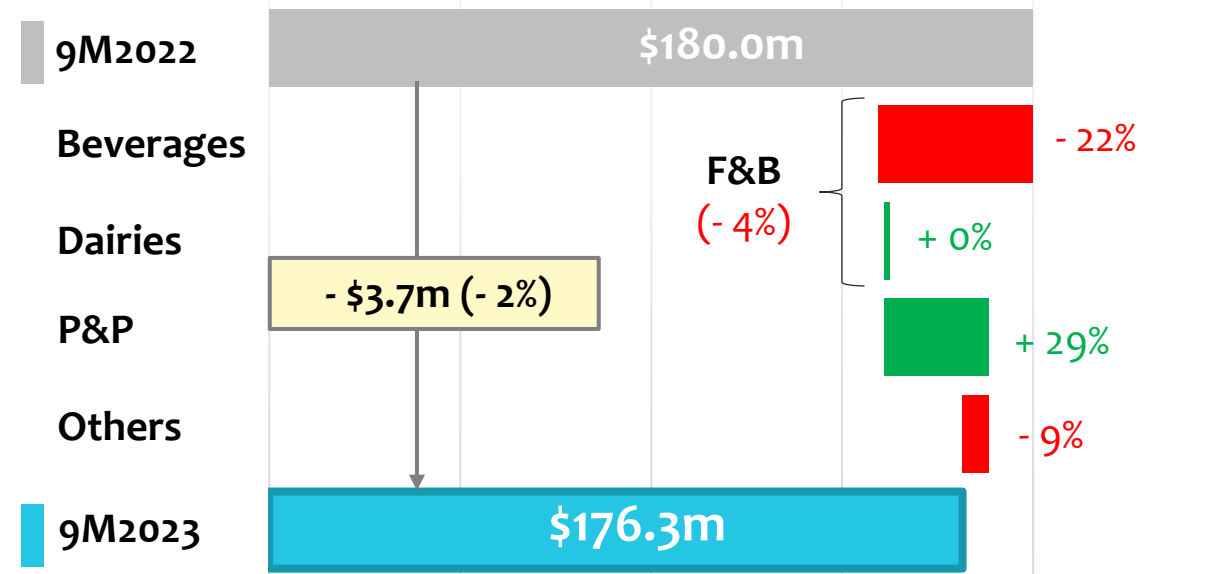 9M2022
$180.0m
Beverages
- 22%
F&B
(- 4%)
Dairies
+ 0%
- $3.7m (- 2%)
P&P
+ 29%
Others
- 9%
9M2023
$176.3m